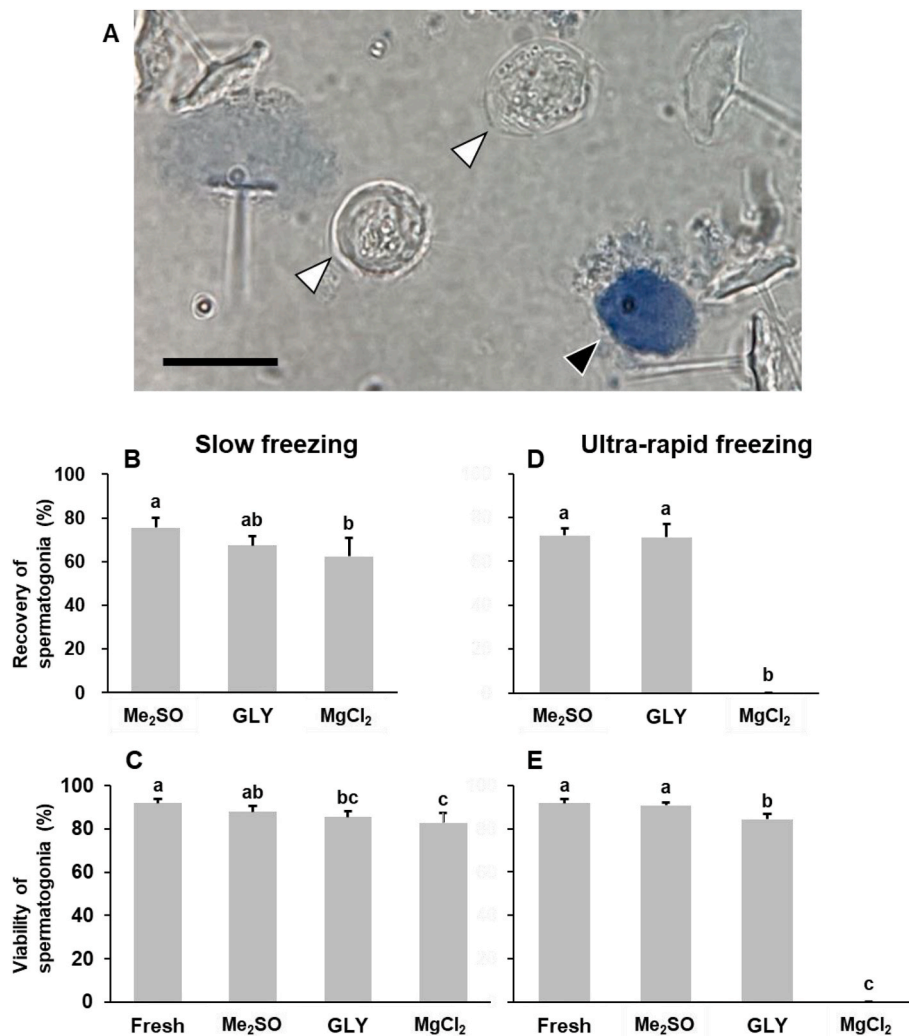 A
Slow freezing
Ultra-rapid freezing
B
Recovery of
spermatogonia (%)
100
80
60
40
20
0
a
ab
b
Me₂SO
GLY
MgCl₂
D
100
80
60
40
20
0
a
a
b
Me₂SO
GLY
MgCl₂
C
Viability of
spermatogonia (%)
100
80
60
40
20
0
a
ab
bc
c
Fresh
Me₂SO
GLY
MgCl₂
E
100
80
60
40
20
0
a
a
b
c
Fresh
Me₂SO
GLY
MgCl₂